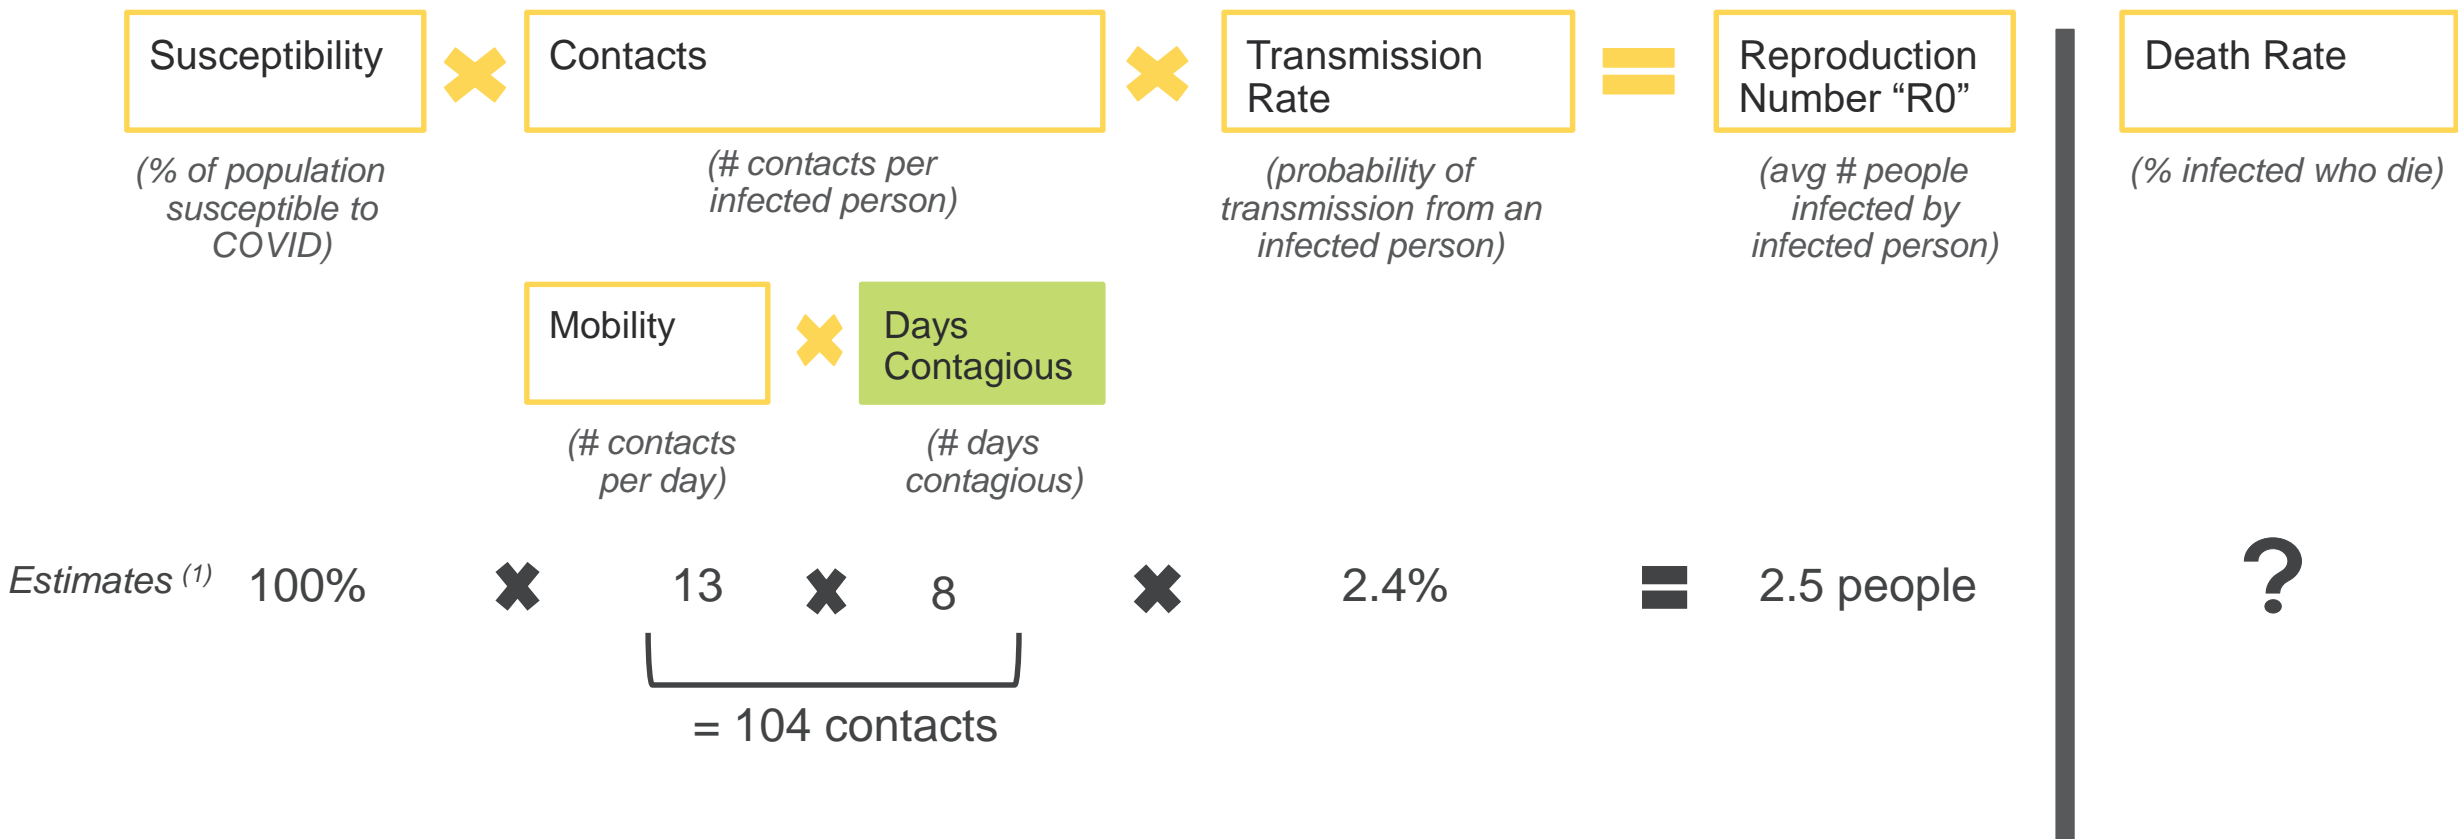 Susceptibility
Contacts
Transmission
Rate
Reproduction
Number “R0”
Death Rate
(% of population
susceptible to
COVID)
(# contacts per
infected person)
(probability of
transmission from an
infected person)
(avg # people
infected by
infected person)
(% infected who die)
Mobility
Days
Contagious
(# contacts
per day)
(# days
contagious)
Estimates (1) 100% 13 8 2.4% = 2.5 people ?
= 104 contacts